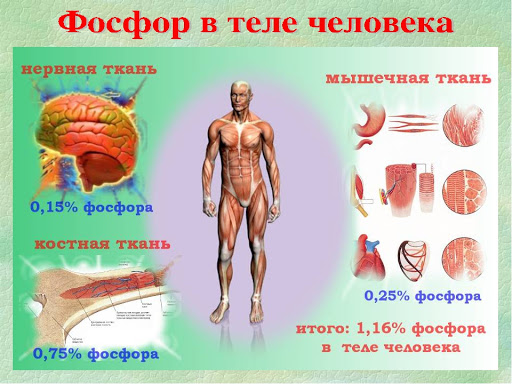 Фосфор в теле человека
нервная ткань
0,15% фосфора
костная ткань
0,75% фосфора
мышечная ткань
0,25% фосфора
итого: 1,16% фосфора
в теле человека